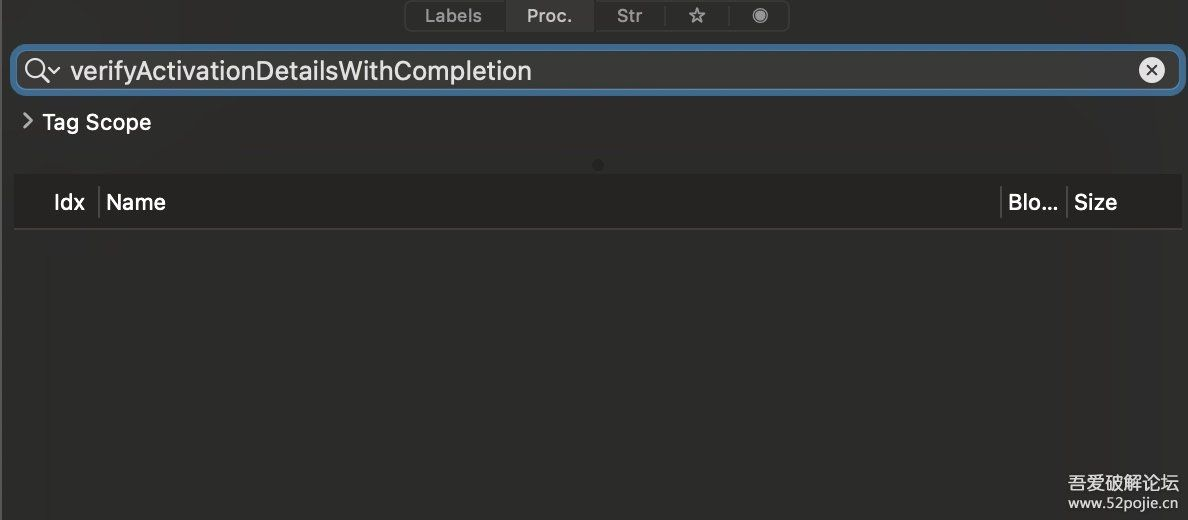 Labels Proc. Str
verifyActivationDetailsWithCompletion
Tag Scope
Idx Name Blo... Size
吾爱破解论坛
www.52pojie.cn